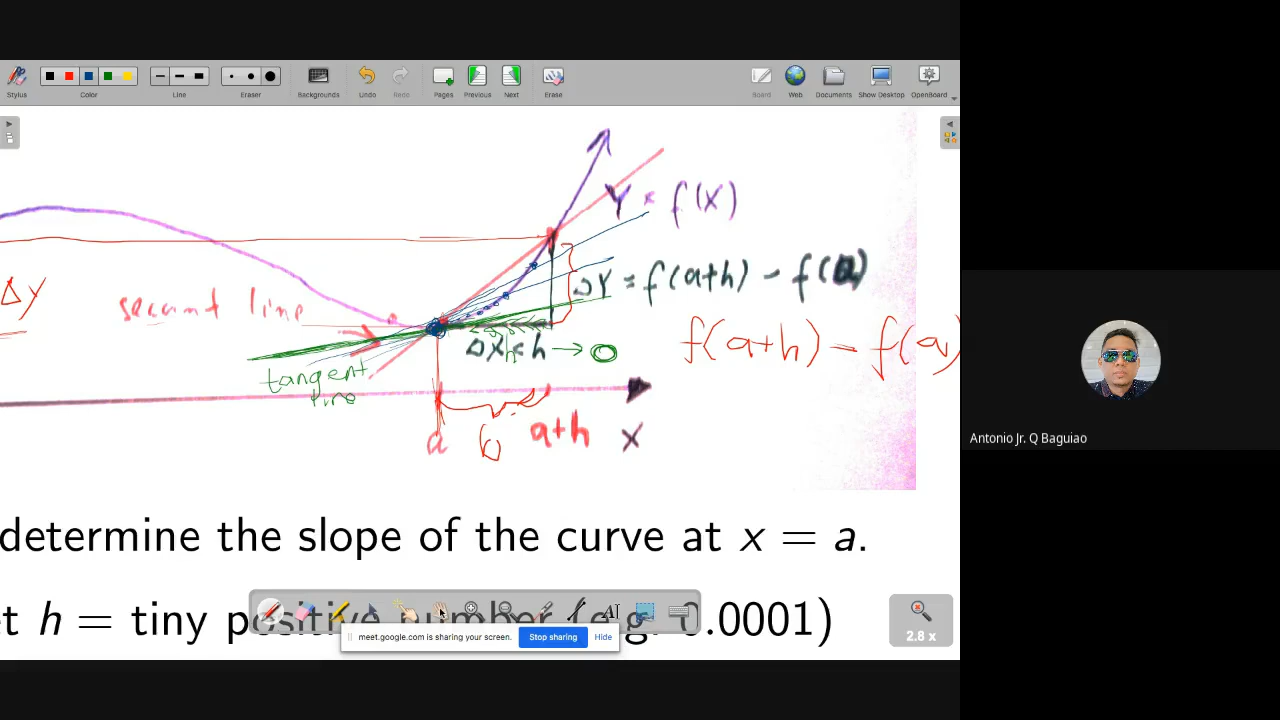 Stylus Color Line Eraser Backgrounds Undo Redo Pages Previous Next Erase Board Web Documents Show Desktop OpenBoard
Y = f(x)
ΔY
secant line
ΔY = f(a+h) - f(a)
f(a+h) - f(a)
Δx = h → 0
h
tangent
line
a
a+h
x
Antonio Jr. Q Baguiao
determine the slope of the curve at x = a.
et h = tiny positive number (e.g. 0.0001)
meet.google.com is sharing your screen. Stop sharing Hide
2.8 x